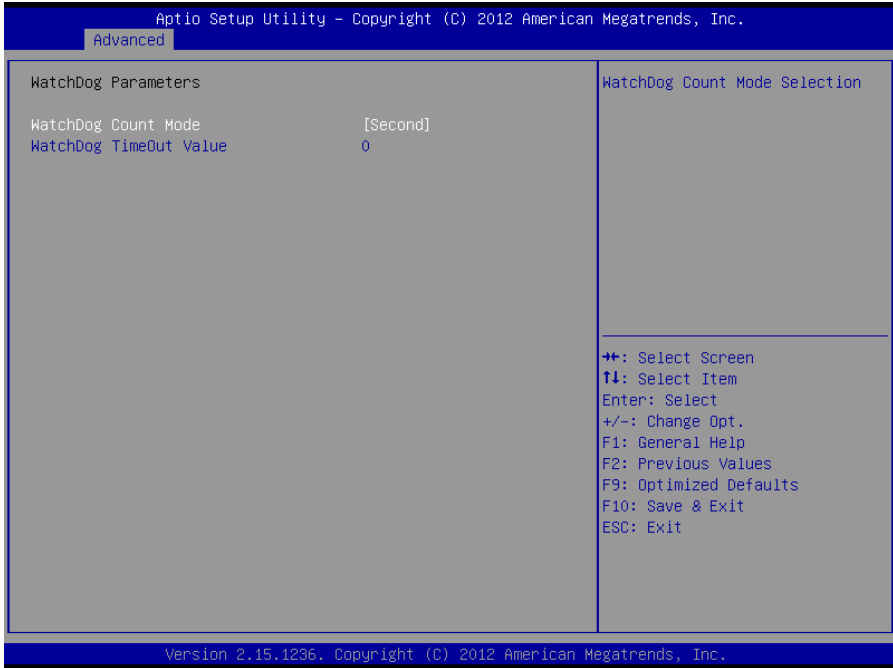 Aptio Setup Utility – Copyright (C) 2012 American Megatrends, Inc.
Advanced
WatchDog Parameters
WatchDog Count Mode [Second]
WatchDog TimeOut Value 0
WatchDog Count Mode Selection
→←: Select Screen
↑↓: Select Item
Enter: Select
+/-: Change Opt.
F1: General Help
F2: Previous Values
F9: Optimized Defaults
F10: Save & Exit
ESC: Exit
Version 2.15.1236. Copyright (C) 2012 American Megatrends, Inc.